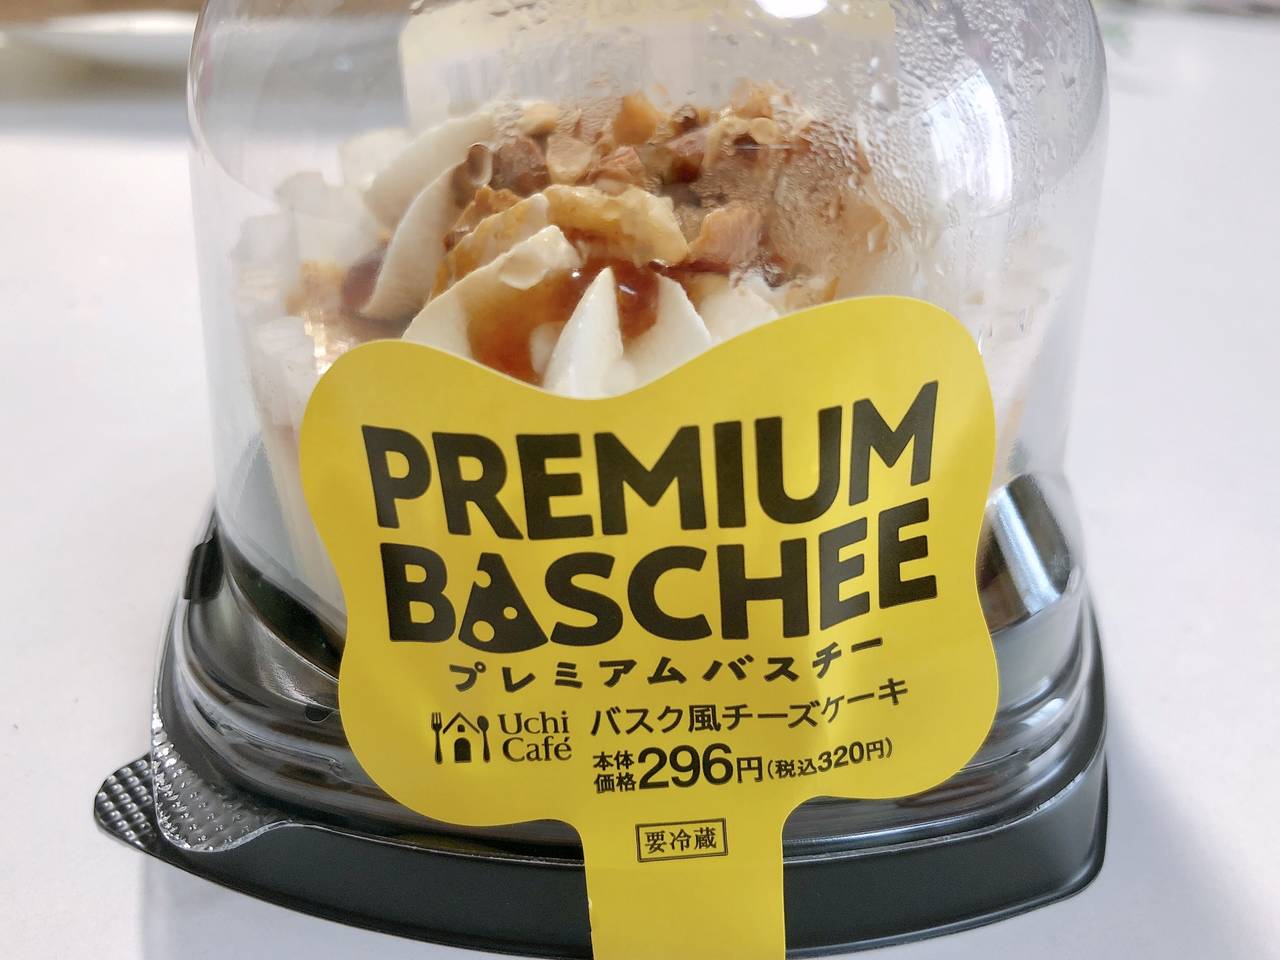 PREMIUM
BASCHEE
プレミアムバスチー
Uchi
Café
バスク風チーズケーキ
本体
価格296円(税込320円)
要冷蔵